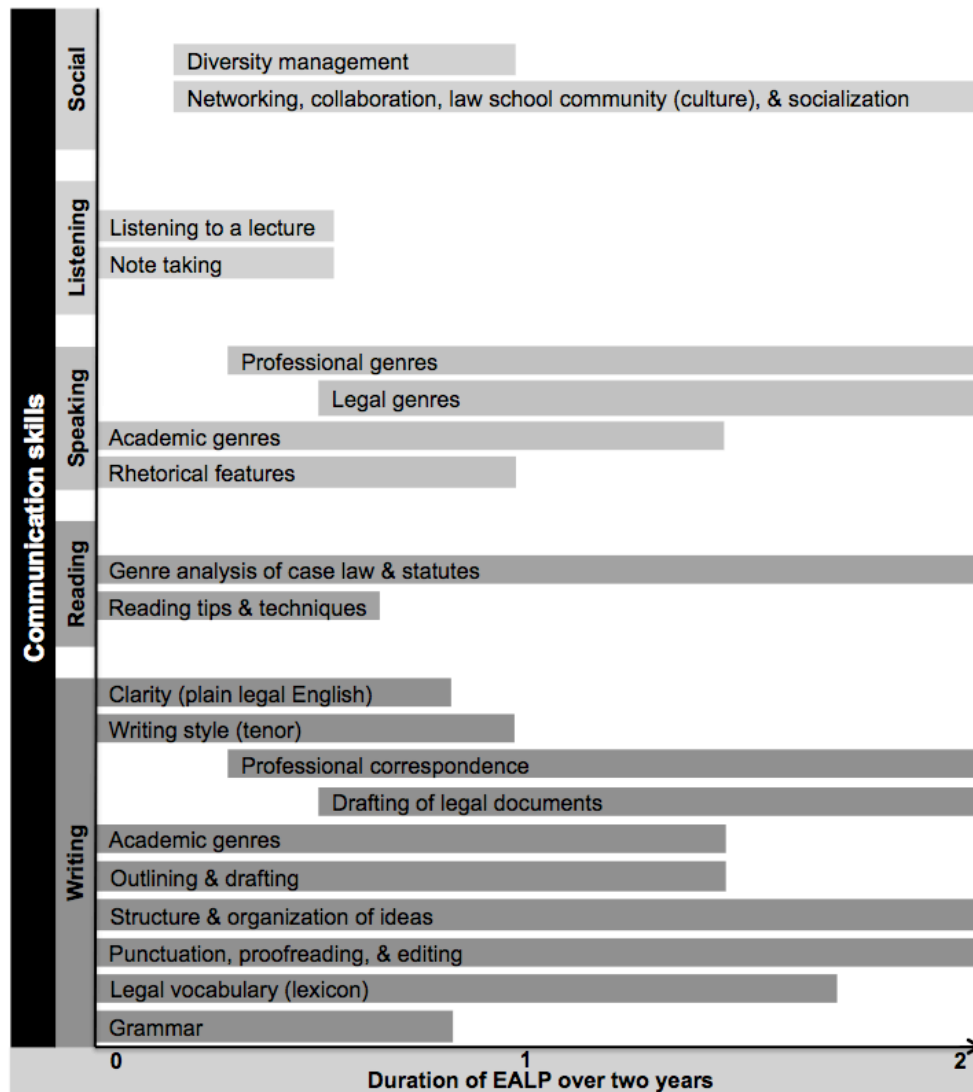 Communication skills
Social
Diversity management
Networking, collaboration, law school community (culture), & socialization
Listening
Listening to a lecture
Note taking
Speaking
Professional genres
Legal genres
Academic genres
Rhetorical features
Reading
Genre analysis of case law & statutes
Reading tips & techniques
Writing
Clarity (plain legal English)
Writing style (tenor)
Professional correspondence
Drafting of legal documents
Academic genres
Outlining & drafting
Structure & organization of ideas
Punctuation, proofreading, & editing
Legal vocabulary (lexicon)
Grammar
0 1 2
Duration of EALP over two years